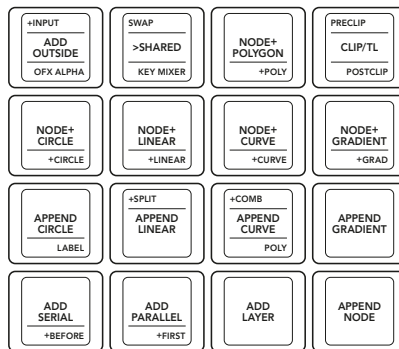 +INPUT
ADD
OUTSIDE
OFX ALPHA
SWAP
>SHARED
KEY MIXER
NODE+
POLYGON
+POLY
PRECLIP
CLIP/TL
POSTCLIP
NODE+
CIRCLE
+CIRCLE
NODE+
LINEAR
+LINEAR
NODE+
CURVE
+CURVE
NODE+
GRADIENT
+GRAD
APPEND
CIRCLE
LABEL
+SPLIT
APPEND
LINEAR
+COMB
APPEND
CURVE
POLY
APPEND
GRADIENT
ADD
SERIAL
+BEFORE
ADD
PARALLEL
+FIRST
ADD
LAYER
APPEND
NODE